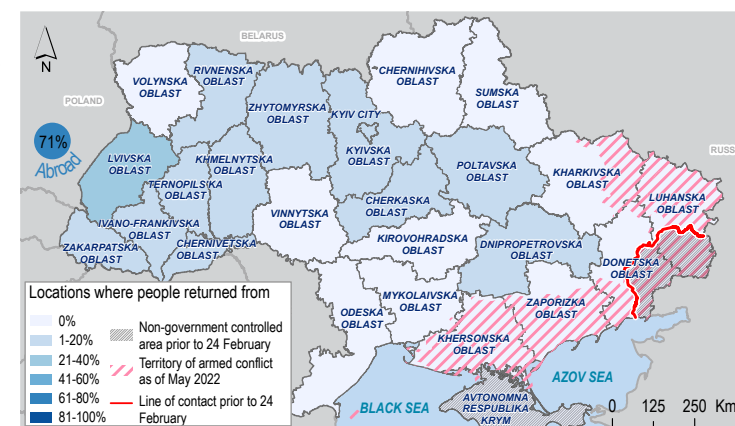 BELARUS
N
POLAND
RUSS
VOLYNSKA
OBLAST
RIVNENSKA
OBLAST
CHERNIHIVSKA
OBLAST
SUMSKA
OBLAST
ZHYTOMYRSKA
OBLAST
KYIV CITY
71%
Abroad
LVIVSKA
OBLAST
KHMELNYTSKA
OBLAST
KYIVSKA
OBLAST
POLTAVSKA
OBLAST
KHARKIVSKA
OBLAST
LUHANSKA
OBLAST
TERNOPILSKA
OBLAST
CHERKASKA
OBLAST
VINNYTSKA
OBLAST
IVANO-FRANKIVSKA
OBLAST
ZAKARPATSKA
OBLAST
CHERNIVETSKA
OBLAST
KIROVOHRADSKA
OBLAST
DNIPROPETROVSKA
OBLAST
DONETSKA
OBLAST
ODESKA
OBLAST
MYKOLAIVSKA
OBLAST
ZAPORIZKA
OBLAST
KHERSONSKA
OBLAST
AZOV SEA
BLACK SEA
AVTONOMNA
RESPUBLIKA
KRYM
Locations where people returned from
0%
1-20%
21-40%
41-60%
61-80%
81-100%
Non-government controlled
area prior to 24 February
Territory of armed conflict
as of May 2022
Line of contact prior to 24
February
0 125 250 Km